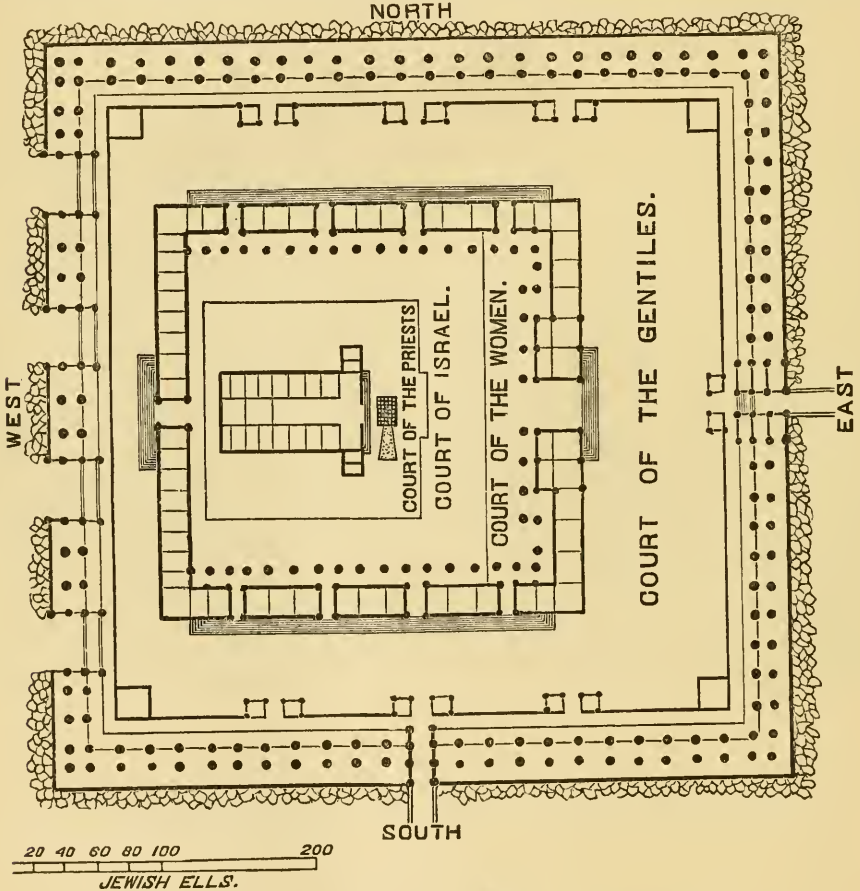 NORTH
WEST
COURT OF THE PRIESTS
COURT OF ISRAEL.
COURT OF THE WOMEN.
COURT OF THE GENTILES.
EAST
SOUTH
20 40 60 80 100 200
JEWISH ELLS.